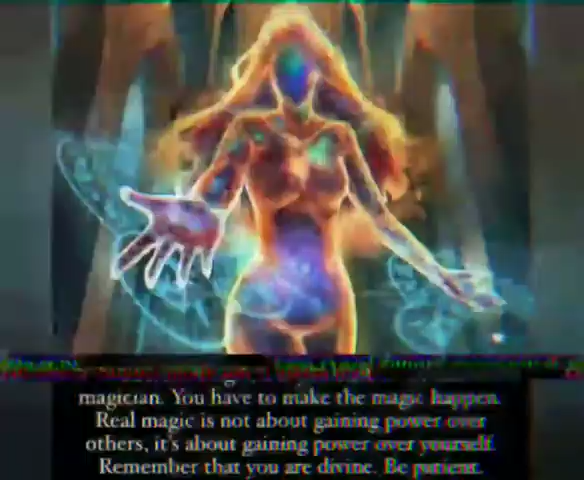 magician. You have to make the magic happen.
Real magic is not about gaining power over
others, it's about gaining power over yourself.
Remember that you are divine. Be patient.